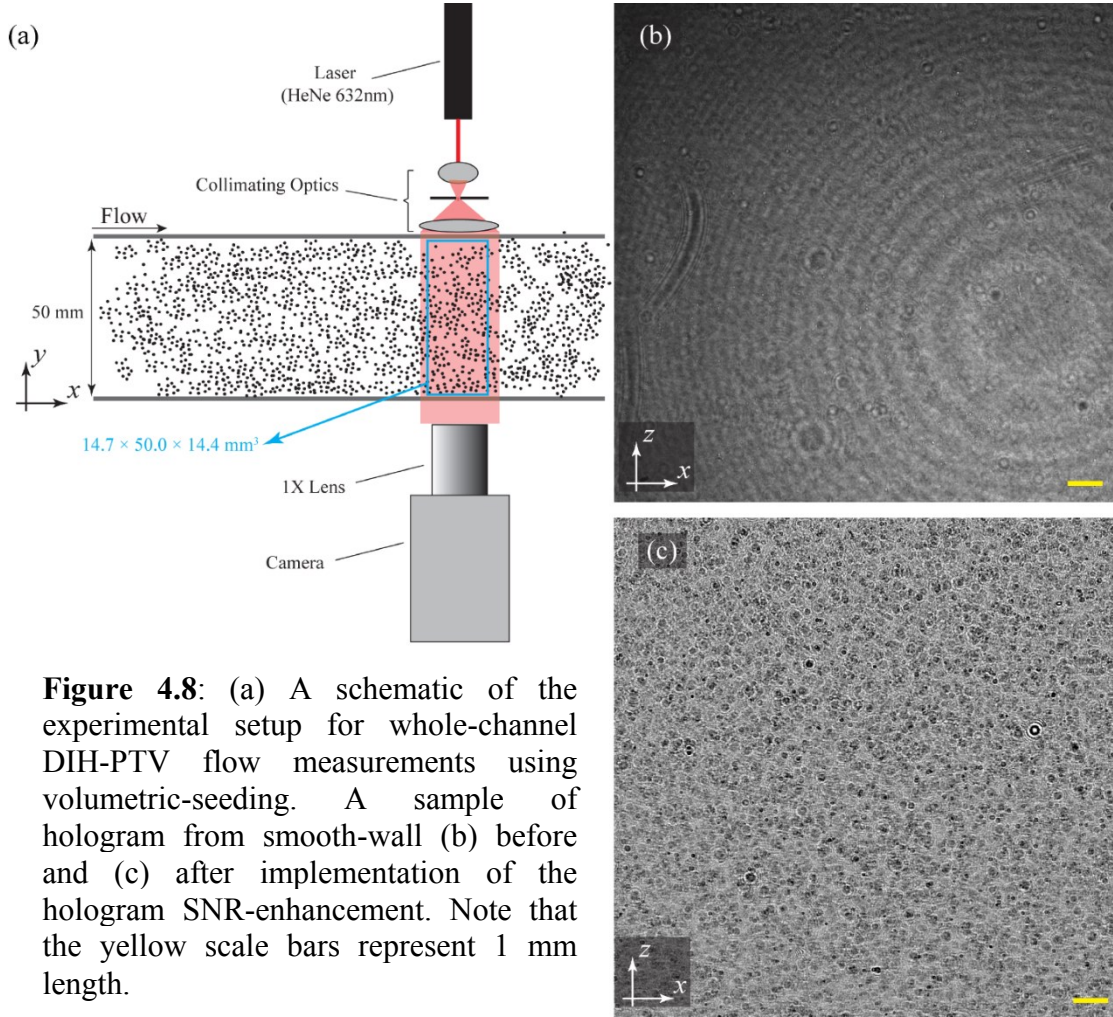 (a)
Laser
(HeNe 632nm)
Collimating Optics
Flow
50 mm
y
x
14.7 × 50.0 × 14.4 mm³
1X Lens
Camera
(b)
z
x
(c)
z
x
Figure 4.8: (a) A schematic of the
experimental setup for whole-channel
DIH-PTV flow measurements using
volumetric-seeding. A sample of
hologram from smooth-wall (b) before
and (c) after implementation of the
hologram SNR-enhancement. Note that
the yellow scale bars represent 1 mm
length.